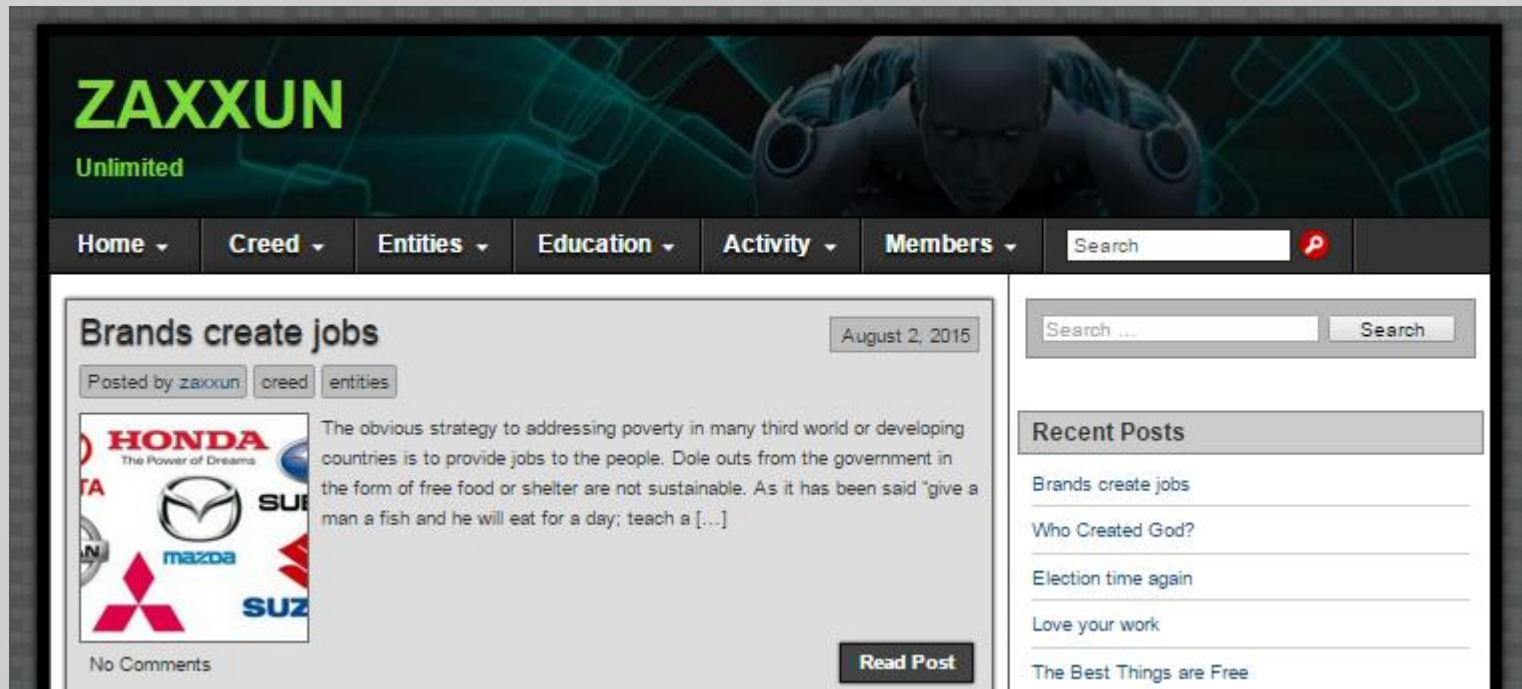 ZAXXUN
Unlimited
Home Creed Entities Education Activity Members Search
Brands create jobs
August 2, 2015
Posted by zaxxun creed entities
HONDA
The Power of Dreams
TA
SU
AN
mazda
SUZ
The obvious strategy to addressing poverty in many third world or developing
countries is to provide jobs to the people. Dole outs from the government in
the form of free food or shelter are not sustainable. As it has been said "give a
man a fish and he will eat for a day; teach a [...]
No Comments
Read Post
Search ... Search
Recent Posts
Brands create jobs
Who Created God?
Election time again
Love your work
The Best Things are Free